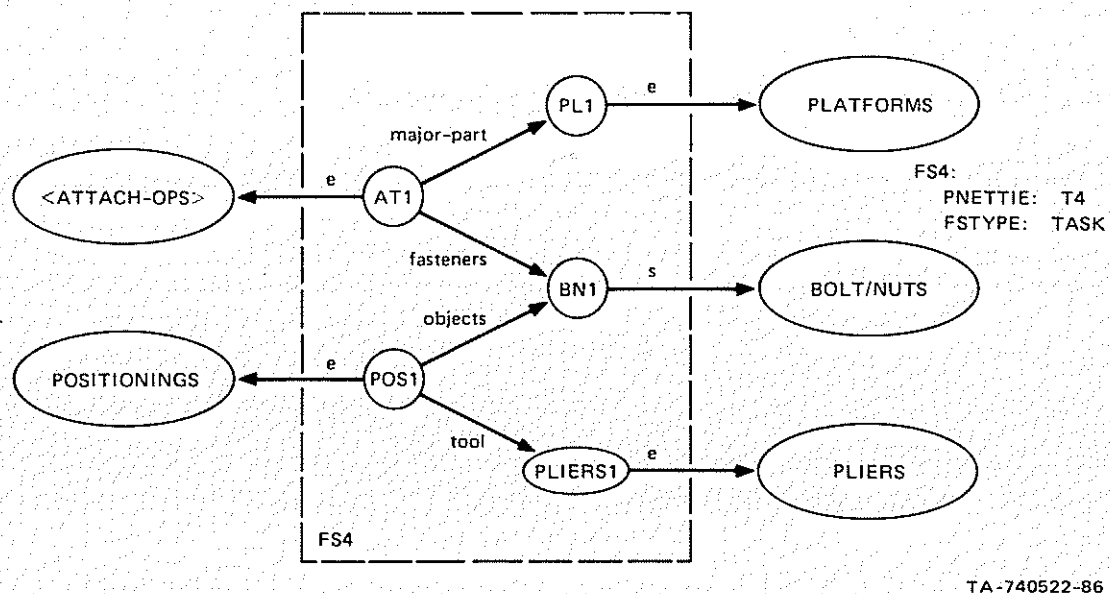 PL1
e
PLATFORMS
major-part
FS4:
PNETTIE: T4
FSTYPE: TASK
<ATTACH-OPS>
e
AT1
fasteners
BN1
s
BOLT/NUTS
objects
POSITIONINGS
e
POS1
tool
PLIERS1
e
PLIERS
FS4
TA-740522-86